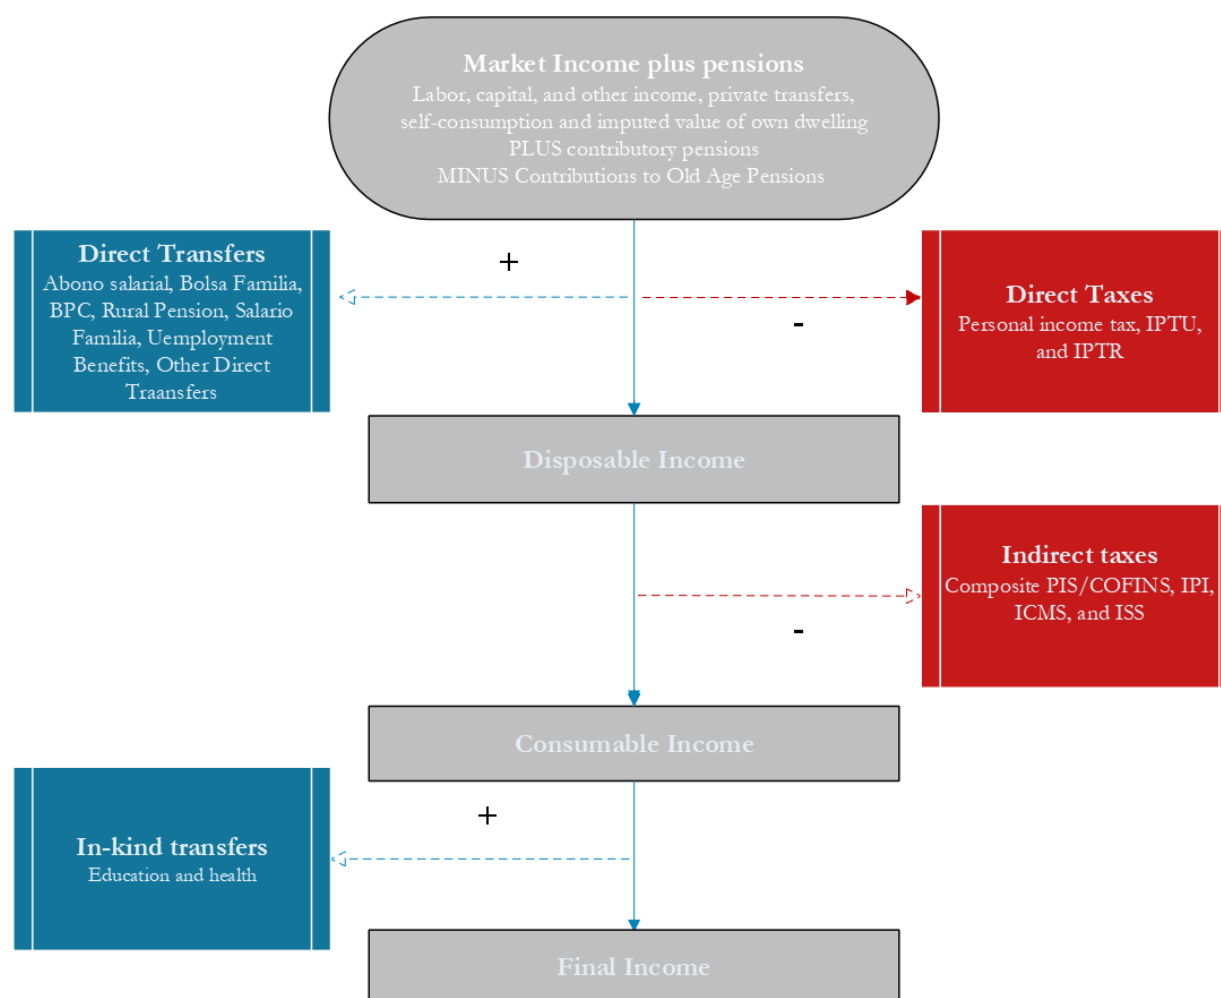 Market Income plus pensions
Labor, capital, and other income, private transfers,
self-consumption and imputed value of own dwelling
PLUS contributory pensions
MINUS Contributions to Old Age Pensions
Direct Transfers
Abono salarial, Bolsa Familia,
BPC, Rural Pension, Salario
Familia, Uemployment
Benefits, Other Direct
Traansfers
+
-
Direct Taxes
Personal income tax, IPTU,
and IPTR
Disposable Income
Indirect taxes
Composite PIS/COFINS, IPI,
ICMS, and ISS
-
Consumable Income
In-kind transfers
Education and health
+
Final Income